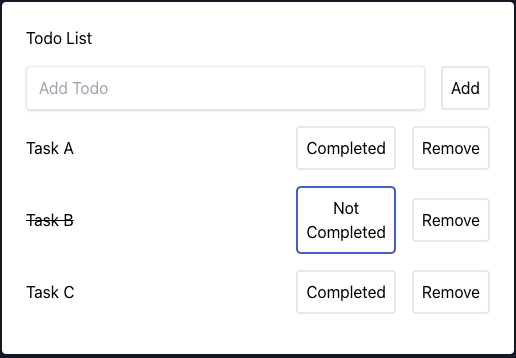 Todo List
Add Todo Add
Task A Completed Remove
Task B Not Completed Remove
Task C Completed Remove